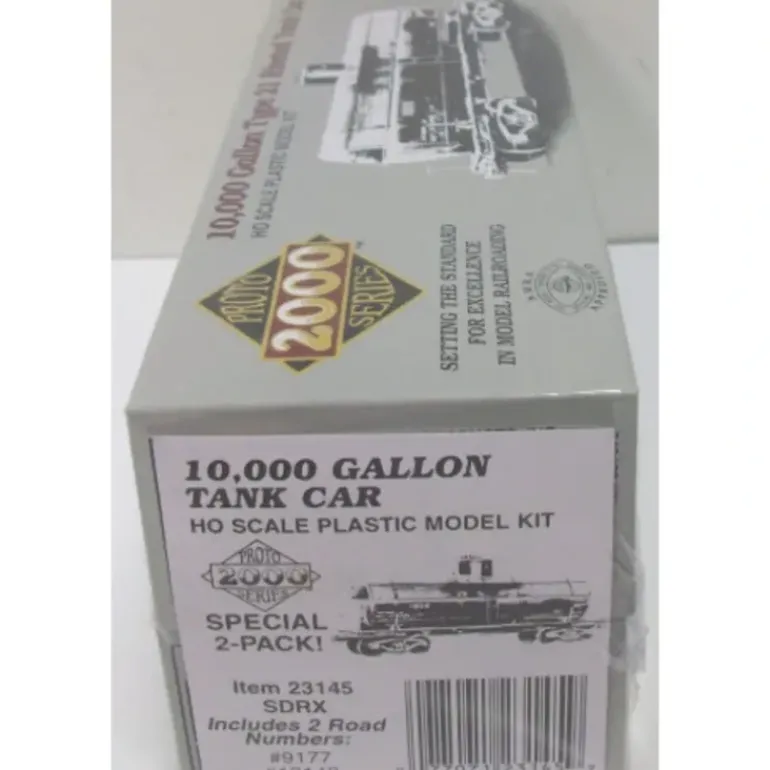 10,000 Gallon Type 21 Riveted Tank Car
HO SCALE PLASTIC MODEL KIT
PROTO
2000
SERIES
SETTING THE STANDARD
FOR EXCELLENCE
IN MODEL RAILROADING
APPROVED
10,000 GALLON
TANK CAR
HO SCALE PLASTIC MODEL KIT
PROTO
2000
SERIES
SPECIAL
2-PACK!
Item 23145
SDRX
Includes 2 Road
Numbers:
#9177